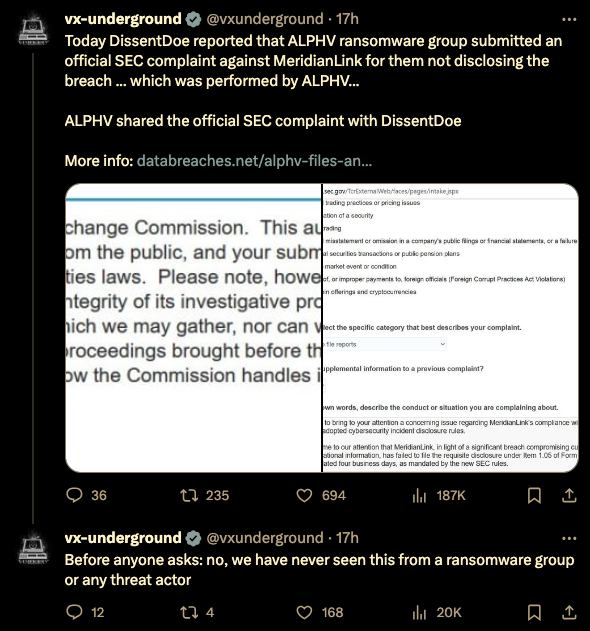 vx-underground @vxunderground · 17h
Today DissentDoe reported that ALPHV ransomware group submitted an
official SEC complaint against MeridianLink for them not disclosing the
breach ... which was performed by ALPHV...
ALPHV shared the official SEC complaint with DissentDoe
More info: databreaches.net/alphv-files-an...
change Commission. This au
om the public, and your subm
ties laws. Please note, howe
ntegrity of its investigative pro
hich we may gather, nor can v
proceedings brought before th
ow the Commission handles i
.sec.gov/TcrExternalWeb/faces/pages/intake.jspx
trading practices or pricing issues
ation of a security
rading
misstatement or omission in a company's public filings or financial statements, or a failure
al securities transactions or public pension plans
market event or condition
of, or improper payments to, foreign officials (Foreign Corrupt Practices Act Violations)
in offerings and cryptocurrencies
lect the specific category that best describes your complaint.
file reports
upplemental information to a previous complaint?
own words, describe the conduct or situation you are complaining about.
to bring to your attention a concerning issue regarding MeridianLink's compliance wi
adopted cybersecurity incident disclosure rules.
me to our attention that MeridianLink, in light of a significant breach compromising cu
ational information, has failed to file the requisite disclosure under Item 1.05 of Form
ated four business days, as mandated by the new SEC rules.
36 235 694 187K
vx-underground @vxunderground · 17h
Before anyone asks: no, we have never seen this from a ransomware group
or any threat actor
12 4 168 20K